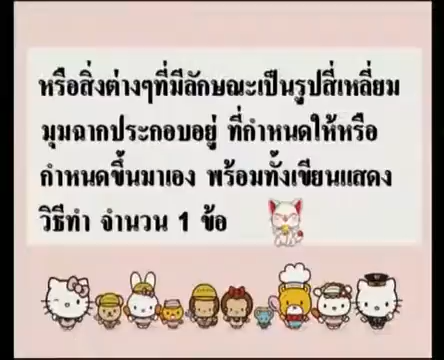 หรือสิ่งต่างๆที่มีลักษณะเป็นรูปสี่เหลี่ยม
มุมฉากประกอบอยู่ ที่กำหนดให้หรือ
กำหนดขึ้นมาเอง พร้อมทั้งเขียนแสดง
วิธีทำ จำนวน 1 ข้อ